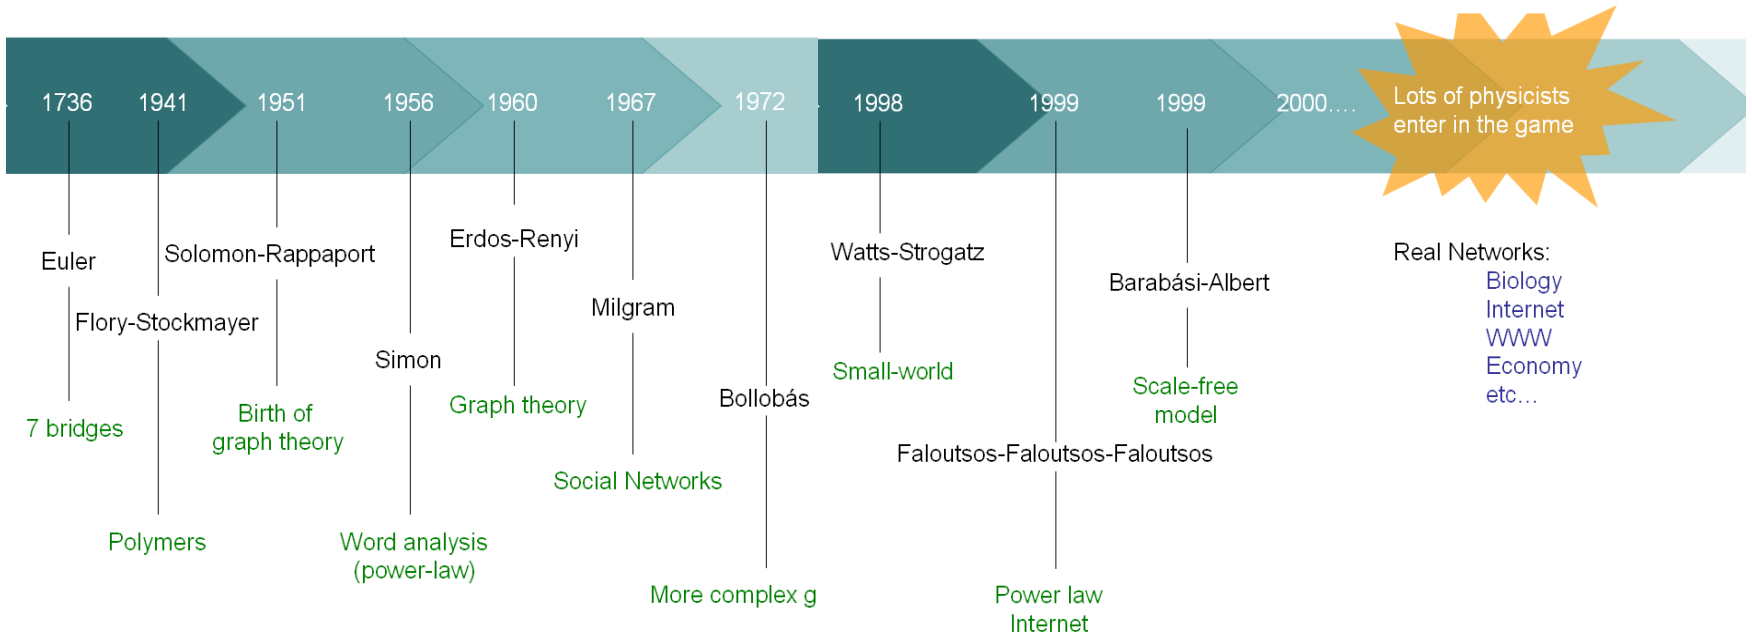 1736
1941
1951
1956
1960
1967
1972
1998
1999
1999
2000....
Lots of physicists
enter in the game
Euler
7 bridges
Flory-Stockmayer
Polymers
Solomon-Rappaport
Birth of
graph theory
Simon
Word analysis
(power-law)
Erdos-Renyi
Graph theory
Milgram
Social Networks
Bollobás
More complex g
Watts-Strogatz
Small-world
Faloutsos-Faloutsos-Faloutsos
Power law
Internet
Barabási-Albert
Scale-free
model
Real Networks:
Biology
Internet
WWW
Economy
etc...